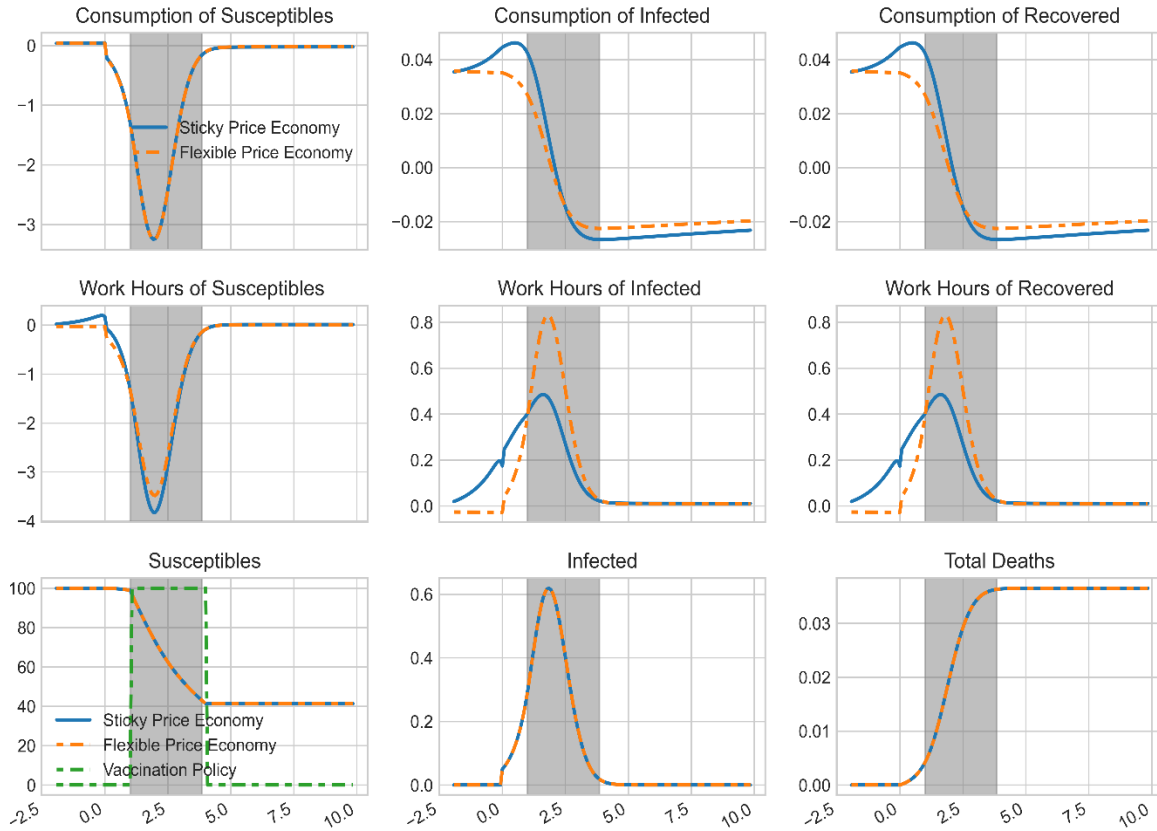 Consumption of Susceptibles
0
−1
−2
−3
Sticky Price Economy
Flexible Price Economy
Consumption of Infected
0.04
0.02
0.00
−0.02
Consumption of Recovered
0.04
0.02
0.00
−0.02
Work Hours of Susceptibles
0
−1
−2
−3
−4
Work Hours of Infected
0.8
0.6
0.4
0.2
0.0
Work Hours of Recovered
0.8
0.6
0.4
0.2
0.0
Susceptibles
100
80
60
40
20
0
Sticky Price Economy
Flexible Price Economy
Vaccination Policy
-2.5 0.0 2.5 5.0 7.5 10.0
Infected
0.6
0.4
0.2
0.0
-2.5 0.0 2.5 5.0 7.5 10.0
Total Deaths
0.03
0.02
0.01
0.00
-2.5 0.0 2.5 5.0 7.5 10.0